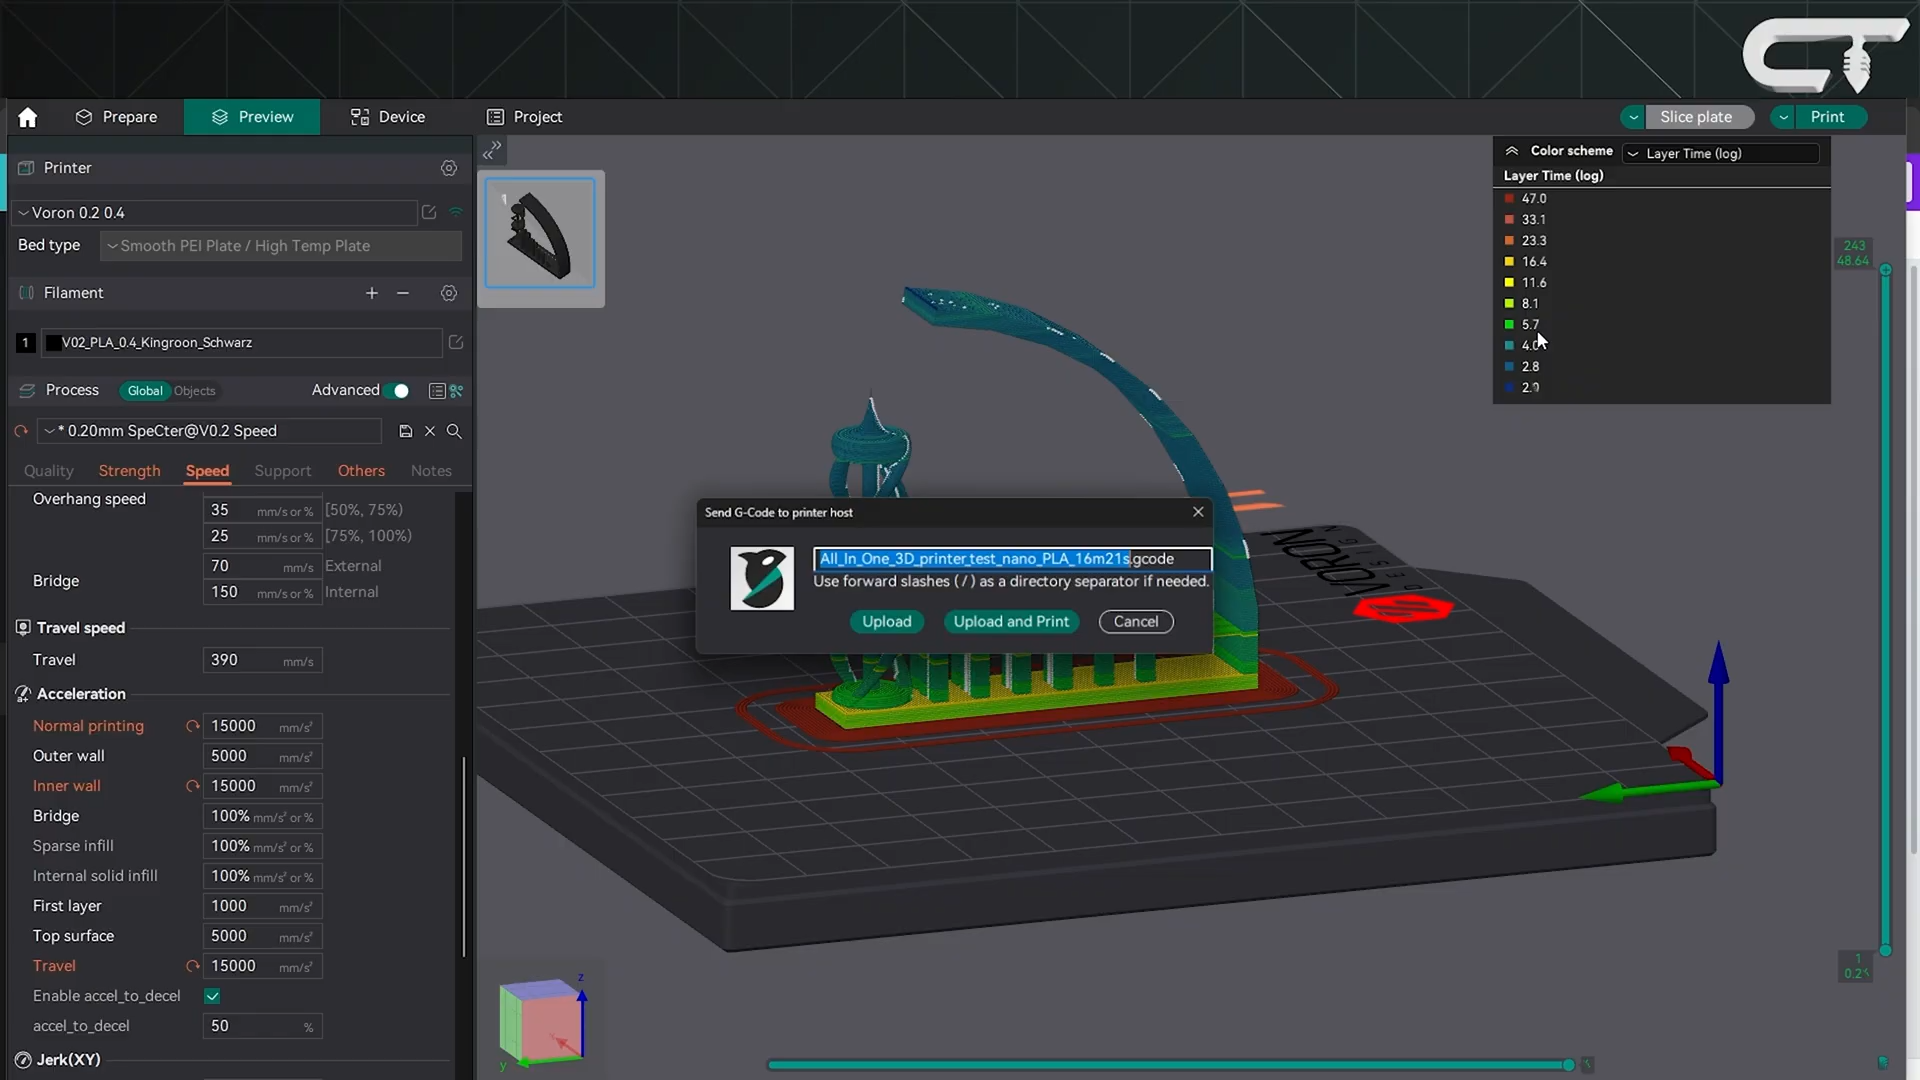 CT
Prepare
Preview
Device
Project
Slice plate
Print
Printer
Voron 0.2 0.4
Bed type
Smooth PEI Plate / High Temp Plate
Filament
1
V02_PLA_0.4_Kingroon_Schwarz
Process
Global
Objects
Advanced
* 0.20mm SpeCter@V0.2 Speed
Quality
Strength
Speed
Support
Others
Notes
Overhang speed
35 mm/s or % [50%, 75%)
25 mm/s or % [75%, 100%)
Bridge
70 mm/s External
150 mm/s or % Internal
Travel speed
Travel 390 mm/s
Acceleration
Normal printing 15000 mm/s²
Outer wall 5000 mm/s²
Inner wall 15000 mm/s²
Bridge 100% mm/s² or %
Sparse infill 100% mm/s² or %
Internal solid infill 100% mm/s² or %
First layer 1000 mm/s²
Top surface 5000 mm/s²
Travel 15000 mm/s²
Enable accel_to_decel
accel_to_decel 50 %
Jerk(XY)
Color scheme
Layer Time (log)
Layer Time (log)
47.0
33.1
23.3
16.4
11.6
8.1
5.7
2.8
243
48.64
Send G-Code to printer host
All_In_One_3D_printer_test_nano_PLA_16m21s.gcode
Use forward slashes ( / ) as a directory separator if needed.
Upload
Upload and Print
Cancel
VORON
DESIGN
1
z
y